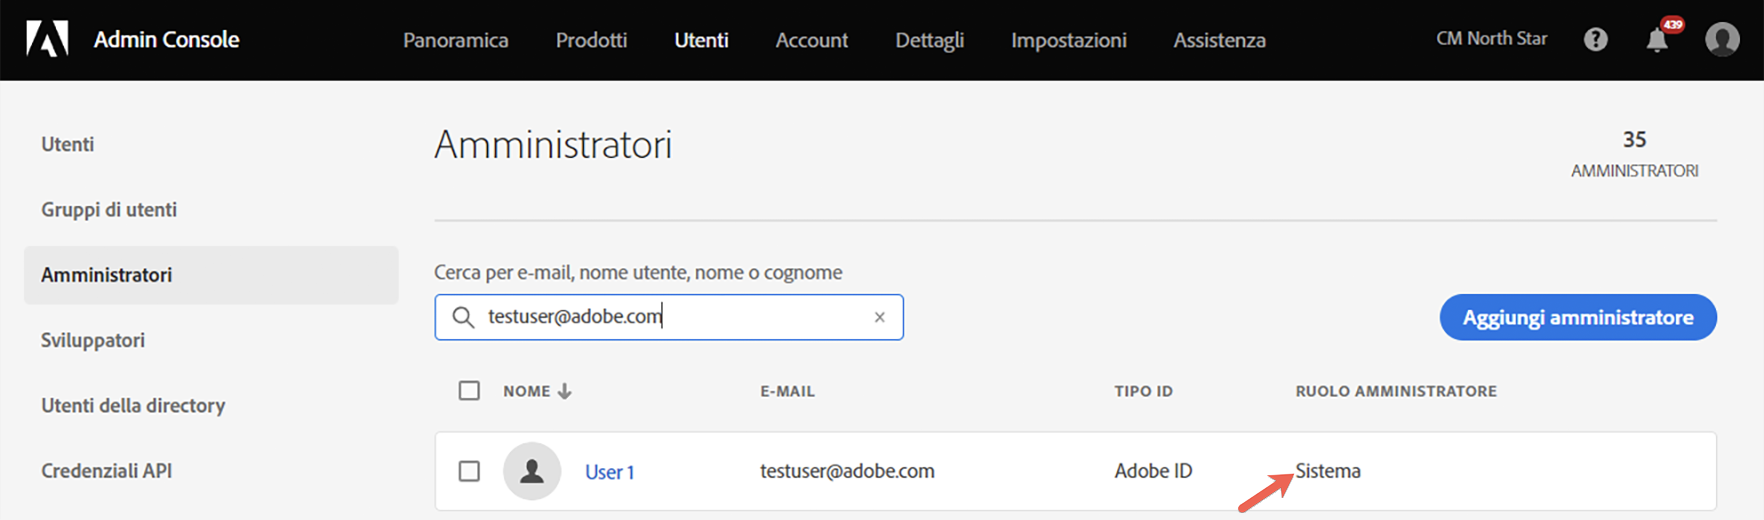 Admin Console Panoramica Prodotti Utenti Account Dettagli Impostazioni Assistenza CM North Star ? 439
Utenti
Gruppi di utenti
Amministratori
Sviluppatori
Utenti della directory
Credenziali API
Amministratori
35
AMMINISTRATORI
Cerca per e-mail, nome utente, nome o cognome
testuser@adobe.com ×
Aggiungi amministratore
NOME E-MAIL TIPO ID RUOLO AMMINISTRATORE
User 1 testuser@adobe.com Adobe ID Sistema